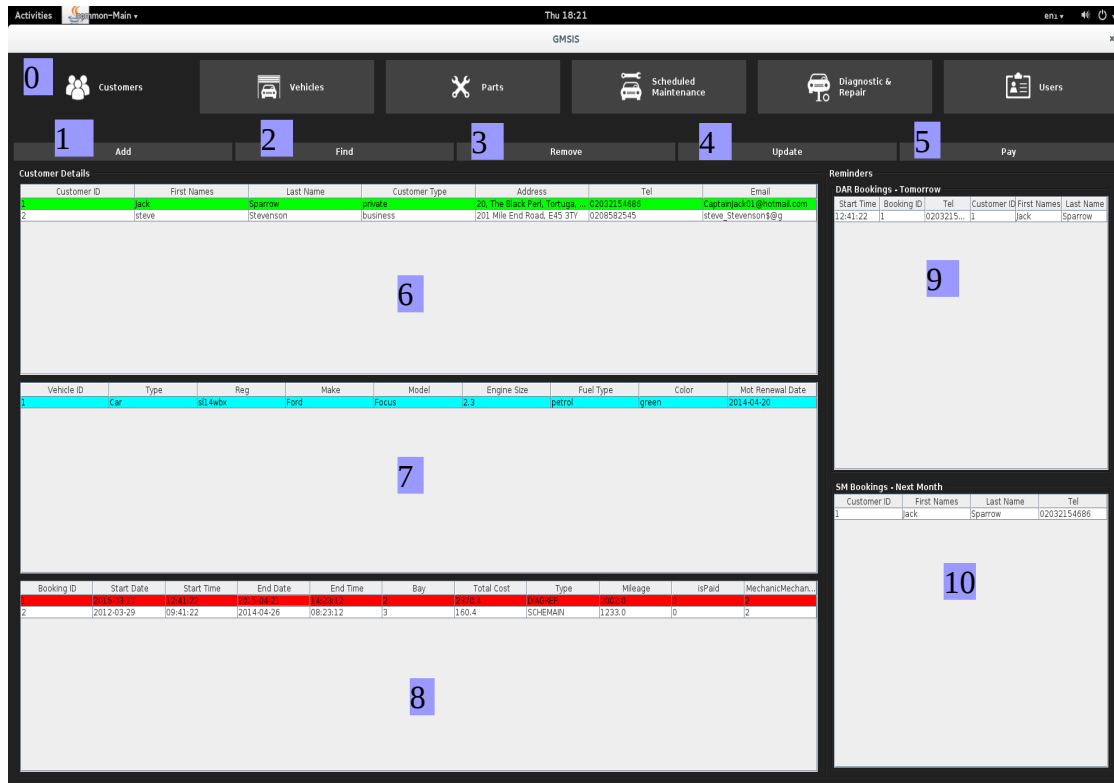 Activities common-Main Thu 18:21 en1
GMSIS ×
0 Customers Vehicles Parts Scheduled Maintenance Diagnostic & Repair Users
1 2 3 4 5
Add Find Remove Update Pay
Customer Details Reminders
Customer ID First Names Last Name Customer Type Address Tel Email
1 Jack Sparrow private 20, The Black Perl, Tortuga, ... 02032154686 CaptainJack01@hotmail.com
2 steve Stevenson business 201 Mile End Road, E45 3TY 0208582545 steve_Stevenson$@g
6
Vehicle ID Type Reg Make Model Engine Size Fuel Type Color Mot Renewal Date
1 Car sl14wbx Ford Focus 2.3 petrol green 2014-04-20
7
Booking ID Start Date Start Time End Date End Time Bay Total Cost Type Mileage isPaid MechanicMechan...
1 2015-03-27 12:41:22 2015-04-21 14:23:12 2 2370.4 DIAGREP 2002.0 0 2
2 2012-03-29 09:41:22 2014-04-26 08:23:12 3 160.4 SCHEMAIN 1233.0 0 2
8
DAR Bookings - Tomorrow
Start Time Booking ID Tel Customer ID First Names Last Name
12:41:22 1 0203215... 1 Jack Sparrow
9
SM Bookings - Next Month
Customer ID First Names Last Name Tel
1 Jack Sparrow 02032154686
10